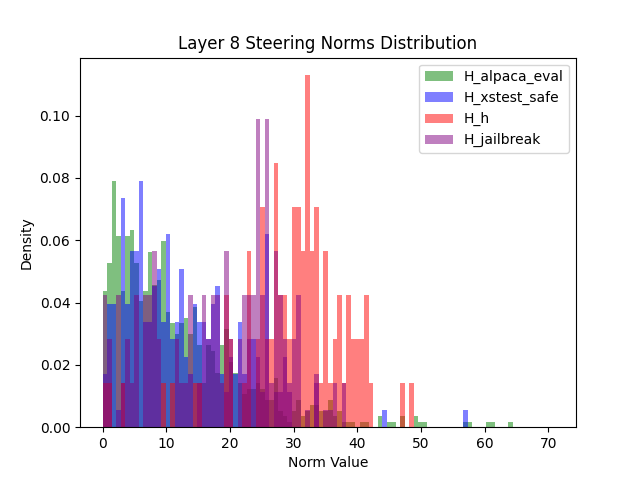 Layer 8 Steering Norms Distribution
H_alpaca_eval
H_xstest_safe
H_h
H_jailbreak
Density
0.10
0.08
0.06
0.04
0.02
0.00
0 10 20 30 40 50 60 70
Norm Value